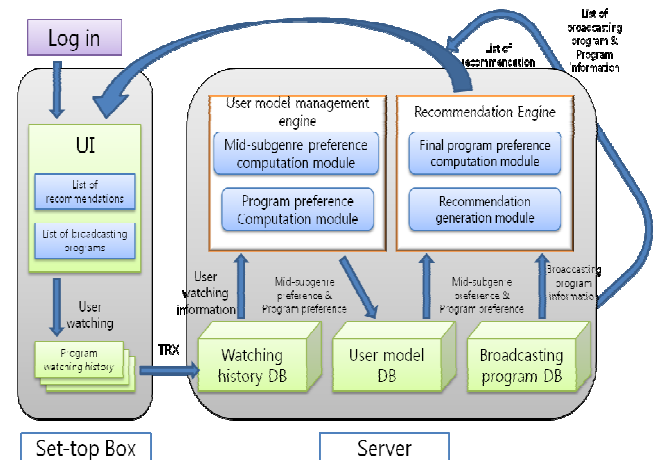 Log in
List of
broadcasting
program &
Program
information
List of
recommendation
UI
List of
recommendations
List of broadcasting
programs
User
watching
Program
watching history
TRX
User model management
engine
Mid-subgenre preference
computation module
Program preference
Computation module
Recommendation Engine
Final program preference
computation module
Recommendation
generation module
User
watching
information
Mid-subgenre
preference &
Program preference
Mid-subgenre
preference &
Program preference
Broadcasting
program
information
Watching
history DB
User model
DB
Broadcasting
program DB
Set-top Box
Server